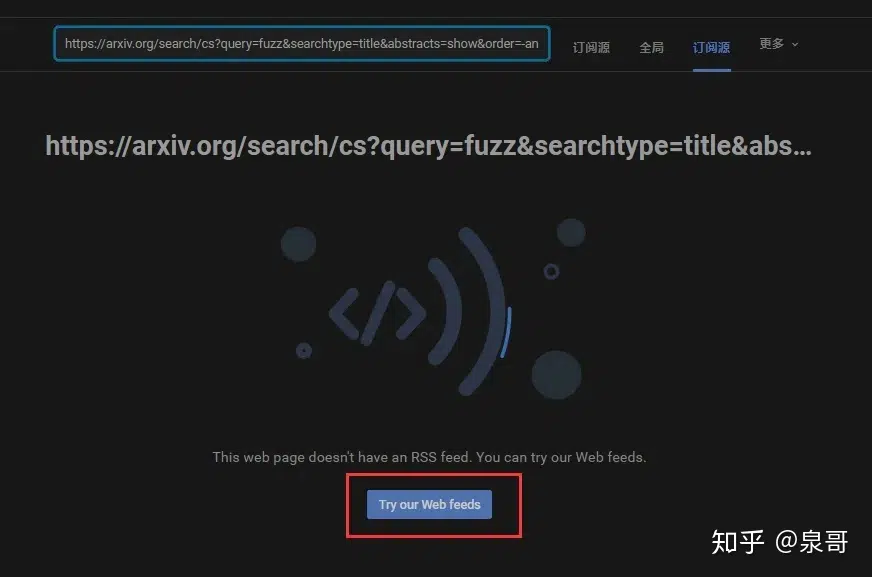 https://arxiv.org/search/cs?query=fuzz&searchtype=title&abstracts=show&order=-an
订阅源 全局 订阅源 更多
https://arxiv.org/search/cs?query=fuzz&searchtype=title&abs...
</>
This web page doesn't have an RSS feed. You can try our Web feeds.
Try our Web feeds
知乎 @泉哥